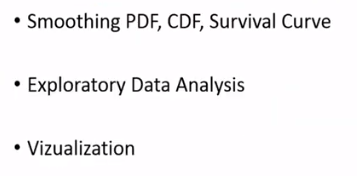 • Smoothing PDF, CDF, Survival Curve
• Exploratory Data Analysis
• Vizualization